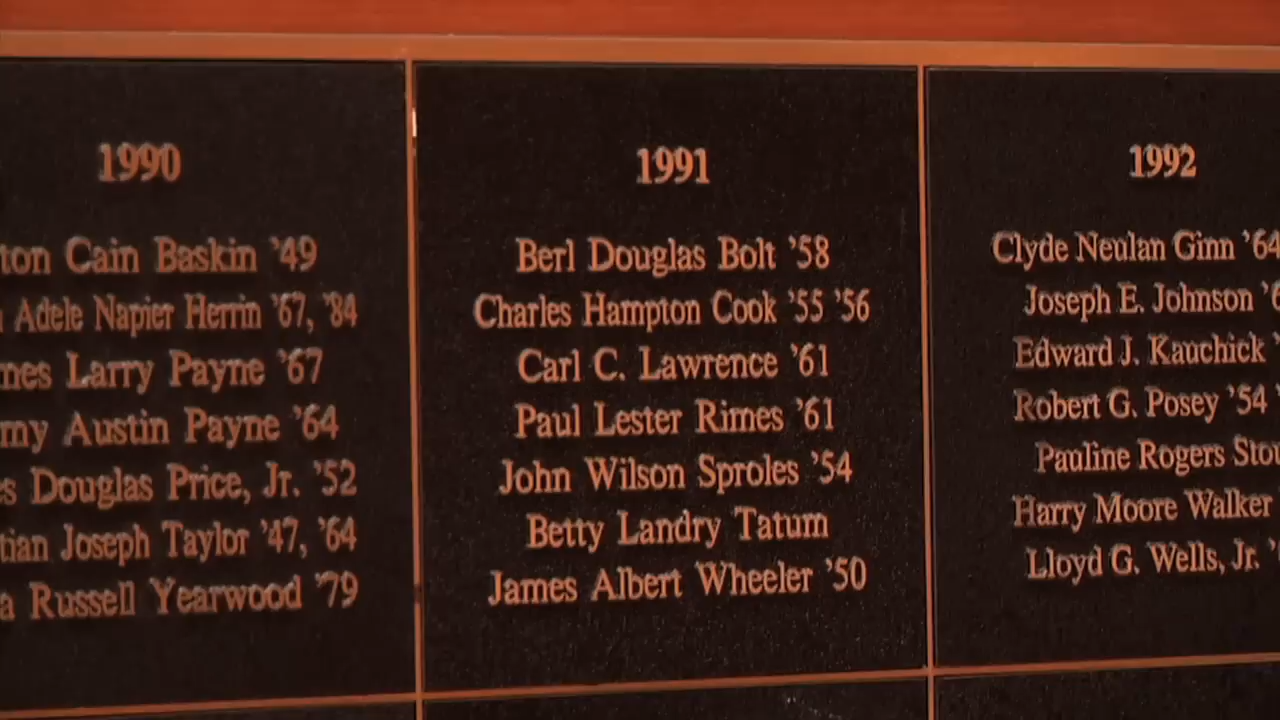 1990
Cain Baskin '49
Adele Napier Herrin '67, '84
Larry Payne '67
Austin Payne '64
Douglas Price, Jr. '52
Joseph Taylor '47, '64
Russell Yearwood '79
1991
Berl Douglas Bolt '58
Charles Hampton Cook '55 '56
Carl C. Lawrence '61
Paul Lester Rimes '61
John Wilson Sproles '54
Betty Landry Tatum
James Albert Wheeler '50
1992
Clyde Neulan Ginn '64
Joseph E. Johnson
Edward J. Kauchick
Robert G. Posey '54
Pauline Rogers
Harry Moore Walker
Lloyd G. Wells, Jr.